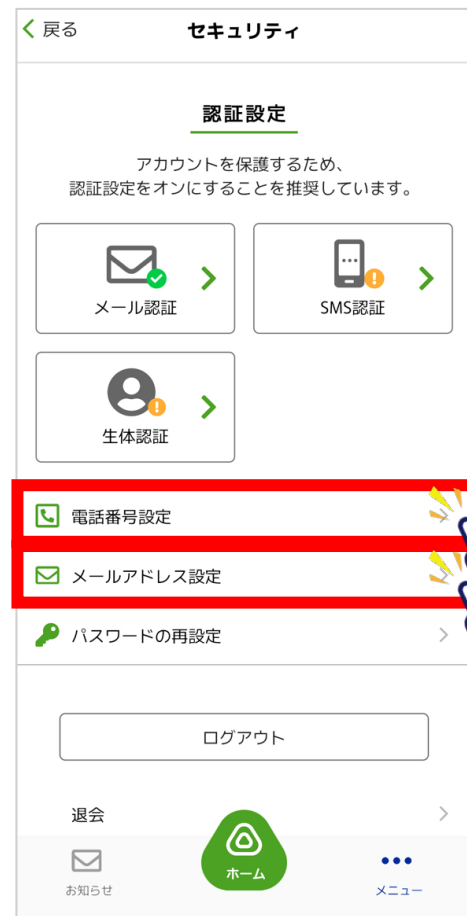 戻る
セキュリティ
認証設定
アカウントを保護するため、
認証設定をオンにすることを推奨しています。
メール認証
SMS認証
生体認証
電話番号設定
メールアドレス設定
パスワードの再設定
ログアウト
退会
お知らせ
ホーム
メニュー